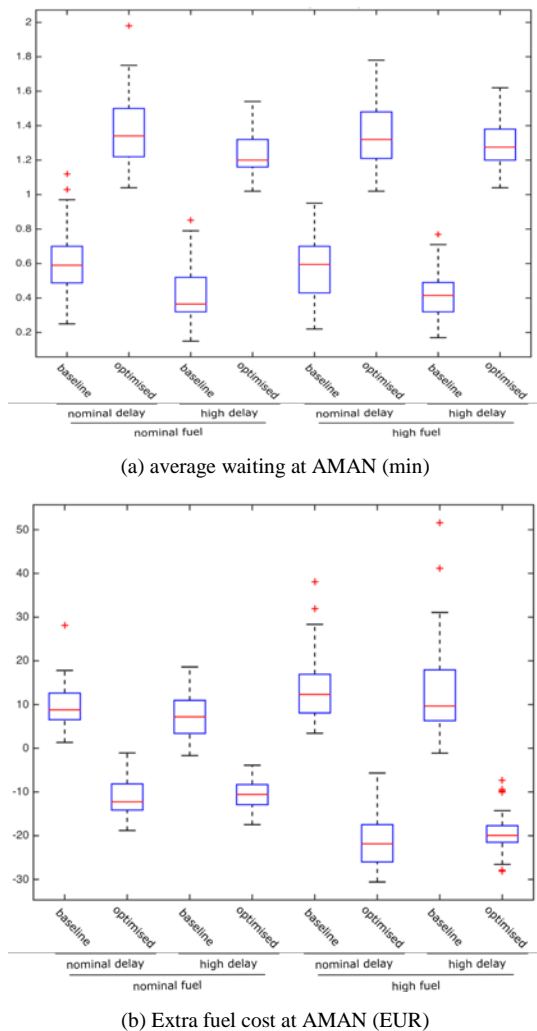 2
1.8
1.6
1.4
1.2
1
0.8
0.6
0.4
0.2
baseline optimised baseline optimised baseline optimised baseline optimised
nominal delay high delay nominal delay high delay
nominal fuel high fuel
(a) average waiting at AMAN (min)
50
40
30
20
10
0
-10
-20
-30
baseline optimised baseline optimised baseline optimised baseline optimised
nominal delay high delay nominal delay high delay
nominal fuel high fuel
(b) Extra fuel cost at AMAN (EUR)